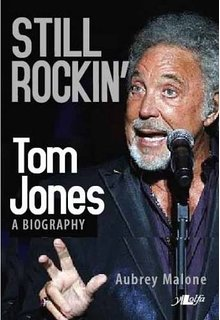 STILL
ROCKIN'
Tom
Jones
A BIOGRAPHY
Aubrey Malone
y Lolfa